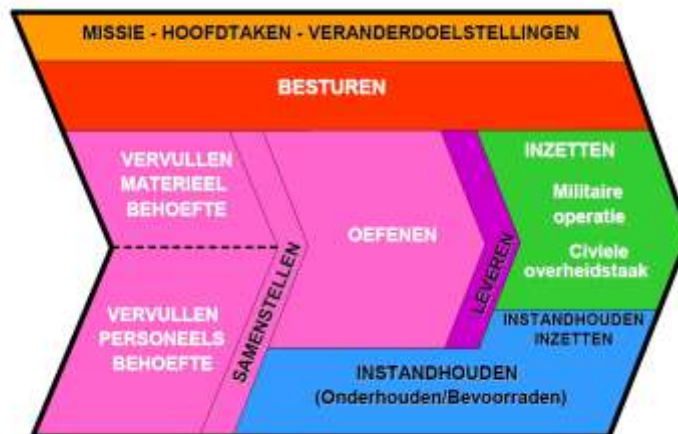 MISSIE - HOOFDTAKEN - VERANDERDOELSTELLINGEN
BESTUREN
VERVULLEN
MATERIEEL
BEHOEFTE
VERVULLEN
PERSONEELS
BEHOEFTE
SAMENSTELLEN
OEFENEN
LEVEREN
INZETTEN
Militaire
operatie
Civiele
overheidstaak
INSTANDHOUDEN
INZETTEN
INSTANDHOUDEN
(Onderhouden/Bevoorraden)